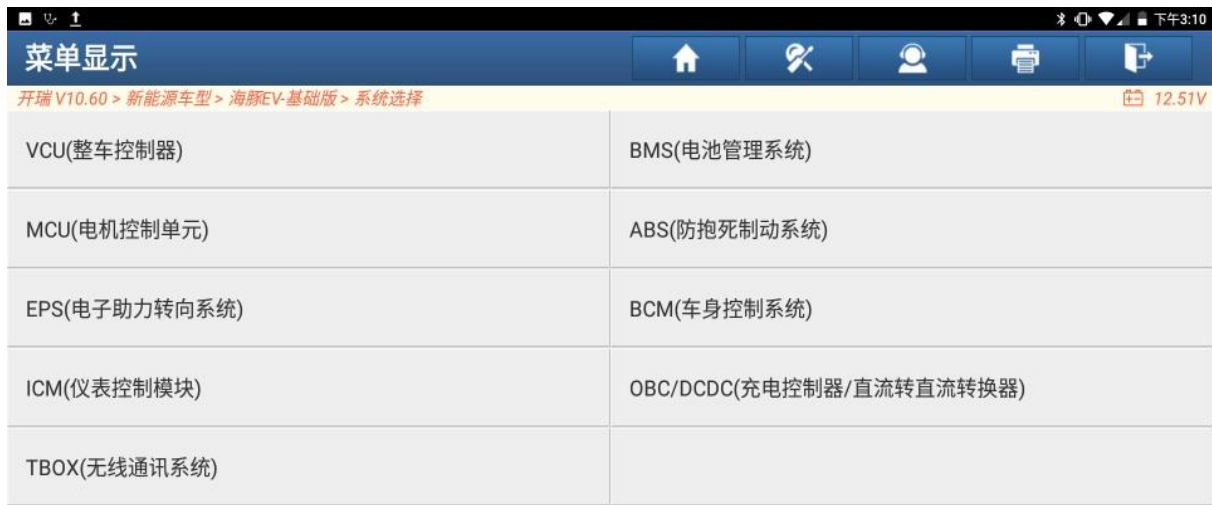 下午3:10
菜单显示
开瑞 V10.60 > 新能源车型 > 海豚EV-基础版 > 系统选择
12.51V
VCU(整车控制器)
BMS(电池管理系统)
MCU(电机控制单元)
ABS(防抱死制动系统)
EPS(电子助力转向系统)
BCM(车身控制系统)
ICM(仪表控制模块)
OBC/DCDC(充电控制器/直流转直流转换器)
TBOX(无线通讯系统)